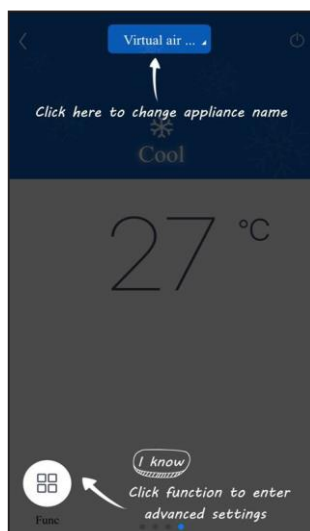 Virtual air ...
Click here to change appliance name
Cool
27 °C
I know
Click function to enter
advanced settings
Func